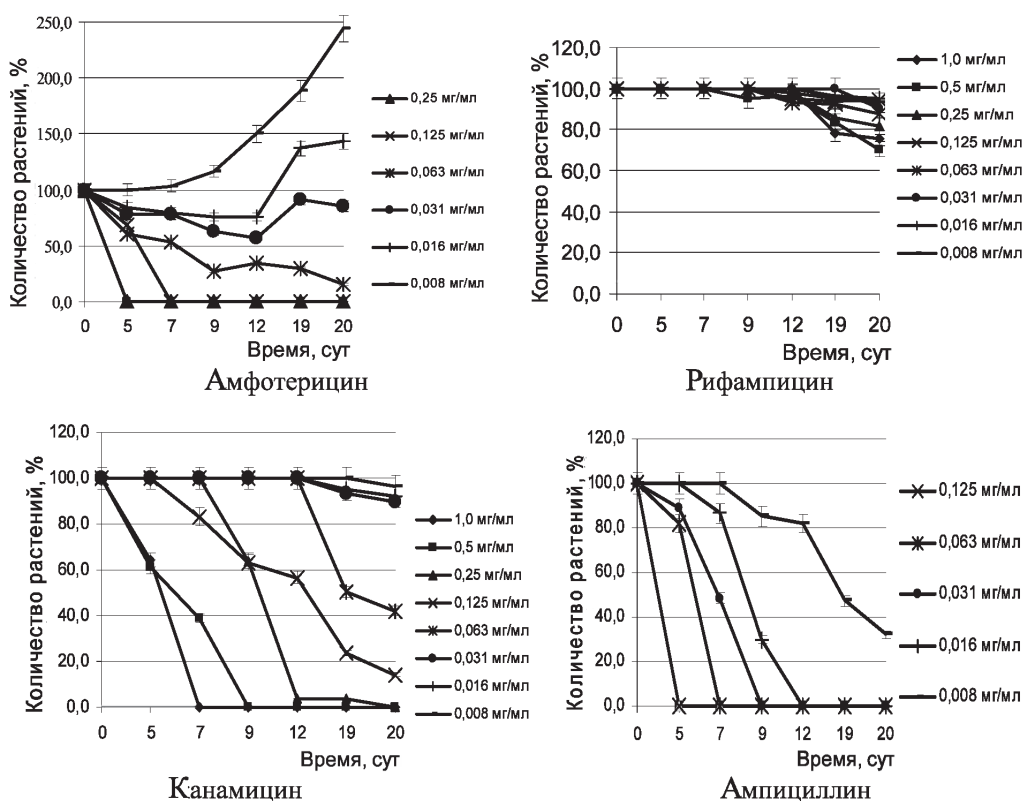 Количество растений, %
250,0
200,0
150,0
100,0
50,0
0,0
0 5 7 9 12 19 20
Время, сут
0,25 мг/мл
0,125 мг/мл
0,063 мг/мл
0,031 мг/мл
0,016 мг/мл
0,008 мг/мл
Амфотерицин
Количество растений, %
120,0
100,0
80,0
60,0
40,0
20,0
0,0
0 5 7 9 12 19 20
Время, сут
1,0 мг/мл
0,5 мг/мл
0,25 мг/мл
0,125 мг/мл
0,063 мг/мл
0,031 мг/мл
0,016 мг/мл
0,008 мг/мл
Рифампицин
Количество растений, %
120,0
100,0
80,0
60,0
40,0
20,0
0,0
0 5 7 9 12 19 20
Время, сут
1,0 мг/мл
0,5 мг/мл
0,25 мг/мл
0,125 мг/мл
0,063 мг/мл
0,031 мг/мл
0,016 мг/мл
0,008 мг/мл
Канамицин
Количество растений, %
120,0
100,0
80,0
60,0
40,0
20,0
0,0
0 5 7 9 12 19 20
Время, сут
0,125 мг/мл
0,063 мг/мл
0,031 мг/мл
0,016 мг/мл
0,008 мг/мл
Ампициллин